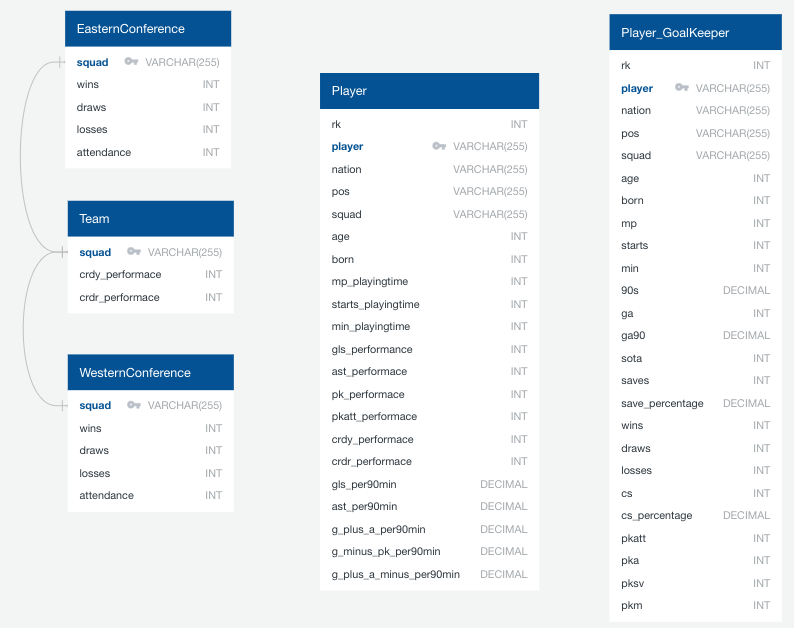 EasternConference
squad VARCHAR(255)
wins INT
draws INT
losses INT
attendance INT
Team
squad VARCHAR(255)
crdy_performace INT
crdr_performace INT
WesternConference
squad VARCHAR(255)
wins INT
draws INT
losses INT
attendance INT
Player
rk INT
player VARCHAR(255)
nation VARCHAR(255)
pos VARCHAR(255)
squad VARCHAR(255)
age INT
born INT
mp_playingtime INT
starts_playingtime INT
min_playingtime INT
gls_performance INT
ast_performace INT
pk_performace INT
pkatt_performace INT
crdy_performace INT
crdr_performace INT
gls_per90min DECIMAL
ast_per90min DECIMAL
g_plus_a_per90min DECIMAL
g_minus_pk_per90min DECIMAL
g_plus_a_minus_per90min DECIMAL
Player_GoalKeeper
rk INT
player VARCHAR(255)
nation VARCHAR(255)
pos VARCHAR(255)
squad VARCHAR(255)
age INT
born INT
mp INT
starts INT
min INT
90s DECIMAL
ga INT
ga90 DECIMAL
sota INT
saves INT
save_percentage DECIMAL
wins INT
draws INT
losses INT
cs INT
cs_percentage DECIMAL
pkatt INT
pka INT
pksv INT
pkm INT